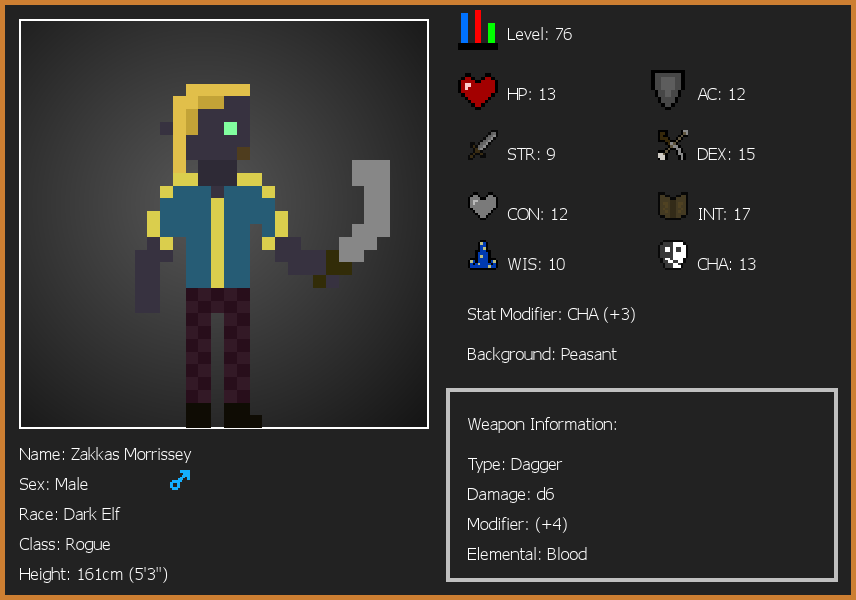 Level: 76
HP: 13
AC: 12
STR: 9
DEX: 15
CON: 12
INT: 17
WIS: 10
CHA: 13
Stat Modifier: CHA (+3)
Background: Peasant
Weapon Information:
Type: Dagger
Damage: d6
Modifier: (+4)
Elemental: Blood
Name: Zakkas Morrissey
Sex: Male
Race: Dark Elf
Class: Rogue
Height: 161cm (5'3")